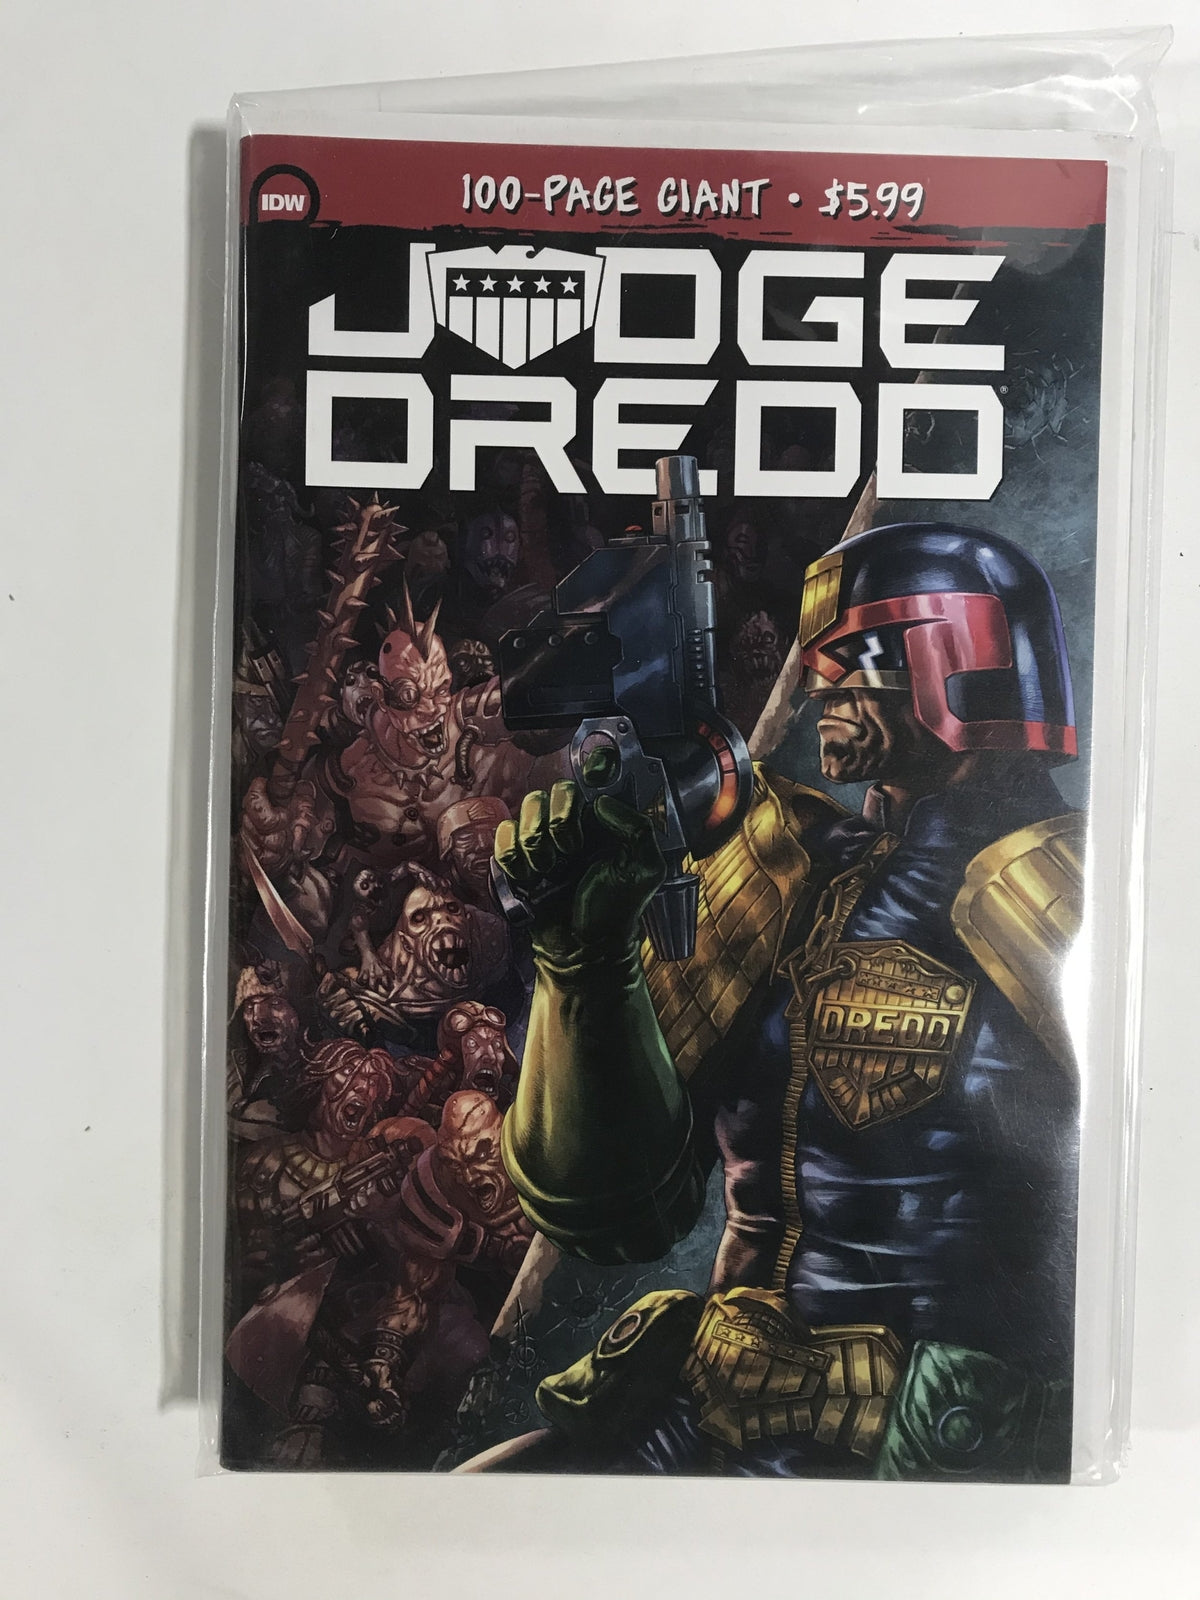 IDW
100-PAGE GIANT • $5.99
JUDGE
DREDD®
DREDD